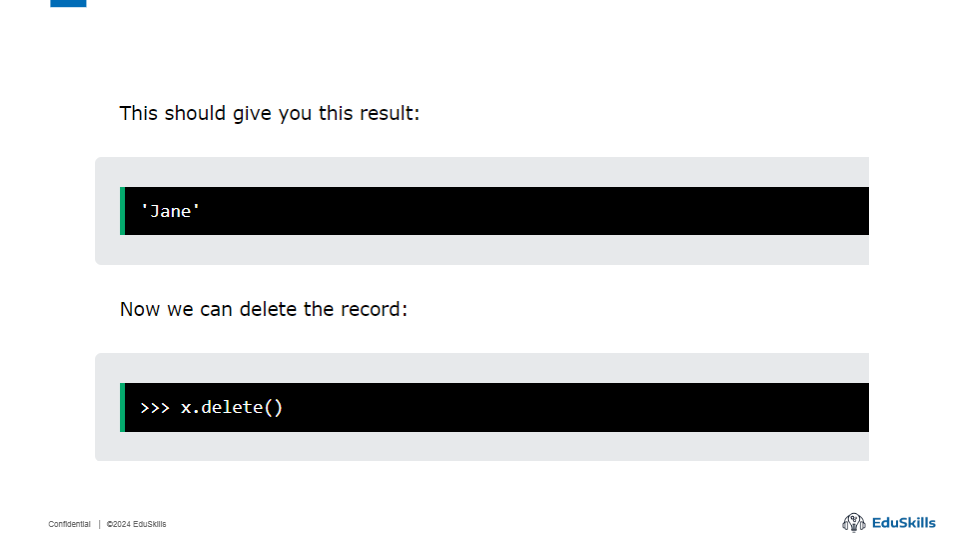 This should give you this result:
'Jane'
Now we can delete the record:
>>> x.delete()
Confidential | ©2024 EduSkills
EduSkills